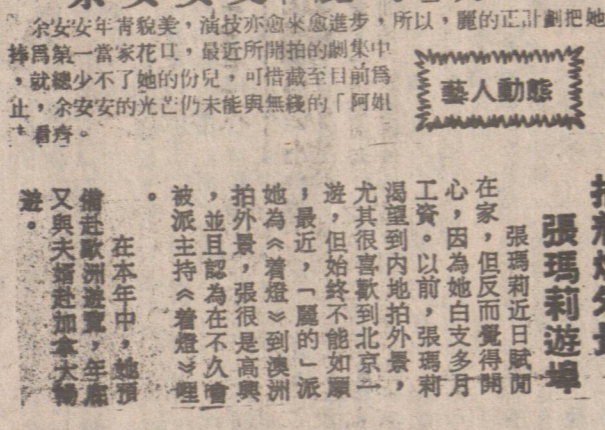 余安安年青貌美，演技亦愈來愈進步，所以，麗的正計劃把她
捧爲第一當家花旦，最近所開拍的劇集中
，就總少不了她的份兒，可惜截至目前爲
止，余安安的光芒仍未能與無綫的「阿姐
」看齊。
藝人動態
張瑪莉遊埠
張瑪莉近日賦閒
在家，但反而覺得開
心，因為她白支多月
工資。以前，張瑪莉
渴望到內地拍外景，
尤其很喜歡到北京一
遊，但始終不能如願
；最近，「麗的」派
她為《着燈》到澳洲
拍外景，張很是高興
，並且認為在不久會
被派主持《着燈》哩
。
在本年中，她預
備赴歐洲遊覽，年底
又與夫婿赴加拿大暢
遊。